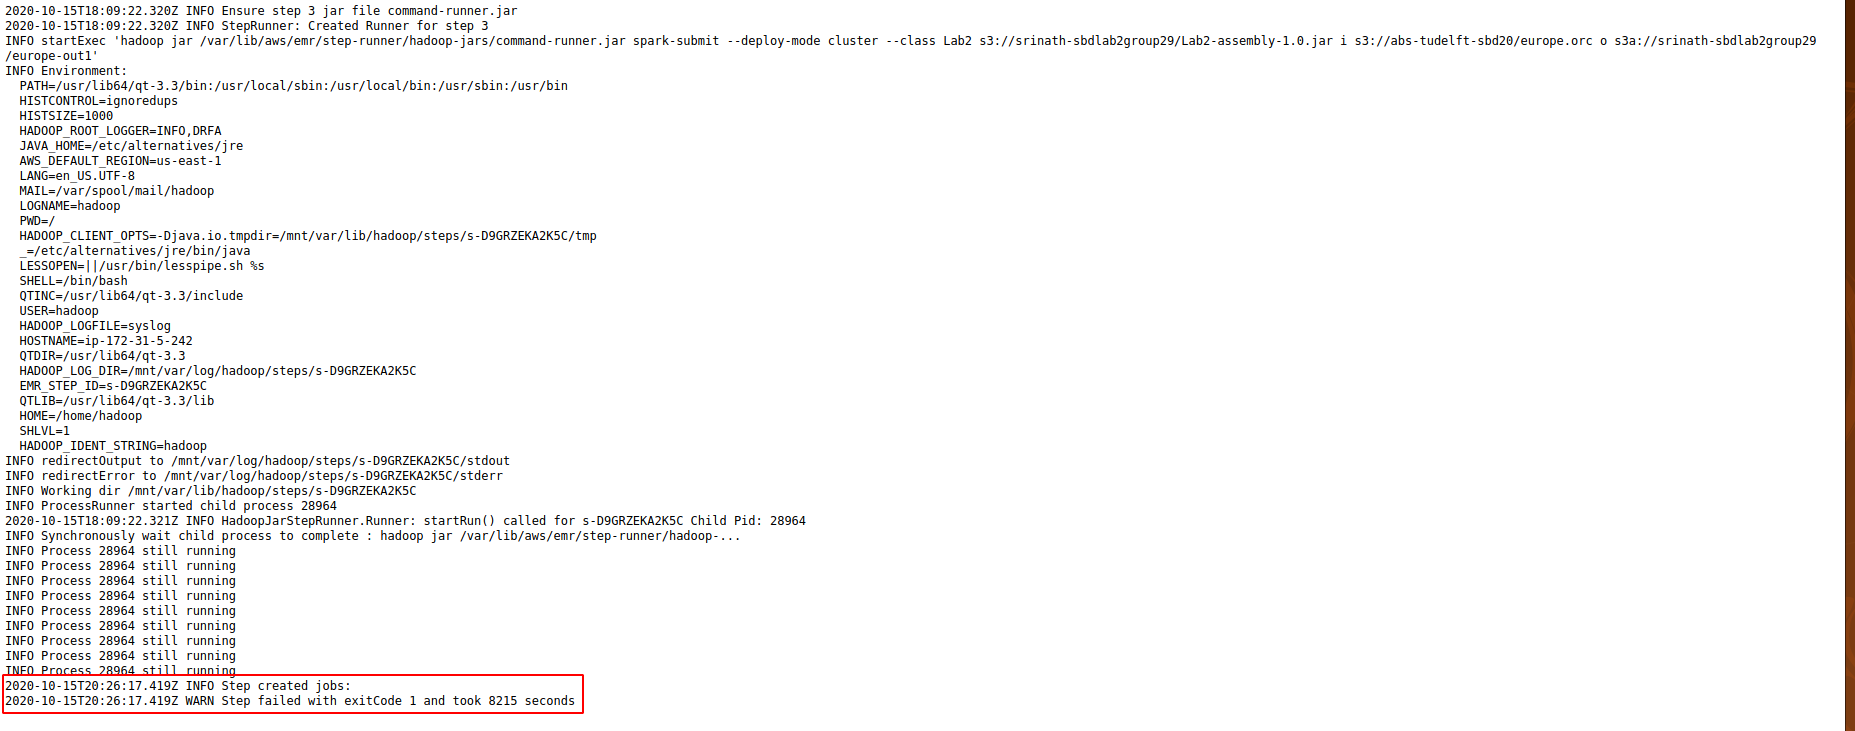 2020-10-15T18:09:22.320Z INFO Ensure step 3 jar file command-runner.jar
2020-10-15T18:09:22.320Z INFO StepRunner: Created Runner for step 3
INFO startExec 'hadoop jar /var/lib/aws/emr/step-runner/hadoop-jars/command-runner.jar spark-submit --deploy-mode cluster --class Lab2 s3://srinath-sbdlab2group29/Lab2-assembly-1.0.jar i s3://abs-tudelft-sbd20/europe.orc o s3a://srinath-sbdlab2group29
/europe-out1'
INFO Environment:
  PATH=/usr/lib64/qt-3.3/bin:/usr/local/sbin:/usr/local/bin:/usr/sbin:/usr/bin
  HISTCONTROL=ignoredups
  HISTSIZE=1000
  HADOOP_ROOT_LOGGER=INFO,DRFA
  JAVA_HOME=/etc/alternatives/jre
  AWS_DEFAULT_REGION=us-east-1
  LANG=en_US.UTF-8
  MAIL=/var/spool/mail/hadoop
  LOGNAME=hadoop
  PWD=/
  HADOOP_CLIENT_OPTS=-Djava.io.tmpdir=/mnt/var/lib/hadoop/steps/s-D9GRZEKA2K5C/tmp
  _=/etc/alternatives/jre/bin/java
  LESSOPEN=||/usr/bin/lesspipe.sh %s
  SHELL=/bin/bash
  QTINC=/usr/lib64/qt-3.3/include
  USER=hadoop
  HADOOP_LOGFILE=syslog
  HOSTNAME=ip-172-31-5-242
  QTDIR=/usr/lib64/qt-3.3
  HADOOP_LOG_DIR=/mnt/var/log/hadoop/steps/s-D9GRZEKA2K5C
  EMR_STEP_ID=s-D9GRZEKA2K5C
  QTLIB=/usr/lib64/qt-3.3/lib
  HOME=/home/hadoop
  SHLVL=1
  HADOOP_IDENT_STRING=hadoop
INFO redirectOutput to /mnt/var/log/hadoop/steps/s-D9GRZEKA2K5C/stdout
INFO redirectError to /mnt/var/log/hadoop/steps/s-D9GRZEKA2K5C/stderr
INFO Working dir /mnt/var/lib/hadoop/steps/s-D9GRZEKA2K5C
INFO ProcessRunner started child process 28964
2020-10-15T18:09:22.321Z INFO HadoopJarStepRunner.Runner: startRun() called for s-D9GRZEKA2K5C Child Pid: 28964
INFO Synchronously wait child process to complete : hadoop jar /var/lib/aws/emr/step-runner/hadoop-...
INFO Process 28964 still running
INFO Process 28964 still running
INFO Process 28964 still running
INFO Process 28964 still running
INFO Process 28964 still running
INFO Process 28964 still running
INFO Process 28964 still running
INFO Process 28964 still running
INFO Process 28964 still running
2020-10-15T20:26:17.419Z INFO Step created jobs:
2020-10-15T20:26:17.419Z WARN Step failed with exitCode 1 and took 8215 seconds